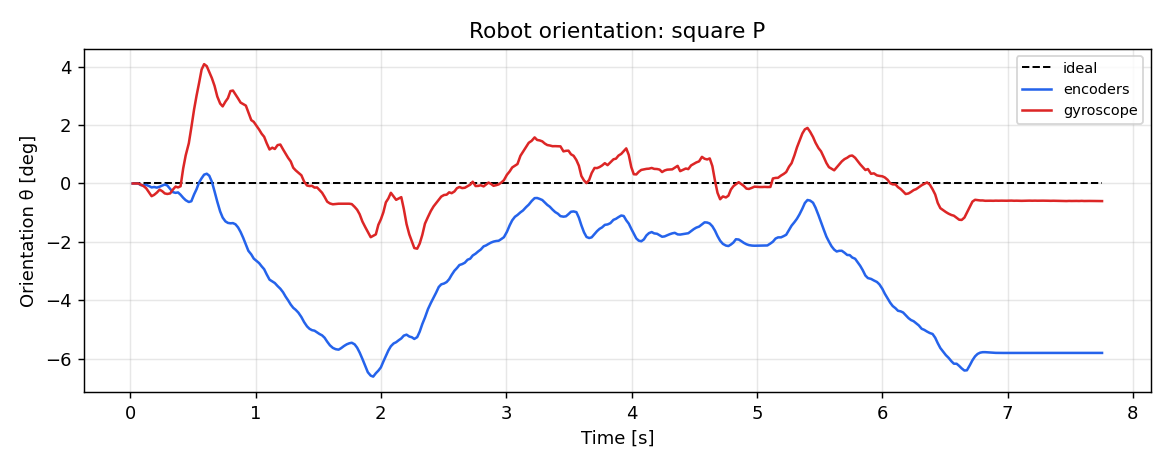 Robot orientation: square P
ideal
encoders
gyroscope
Orientation θ [deg]
4
2
0
−2
−4
−6
0 1 2 3 4 5 6 7 8
Time [s]